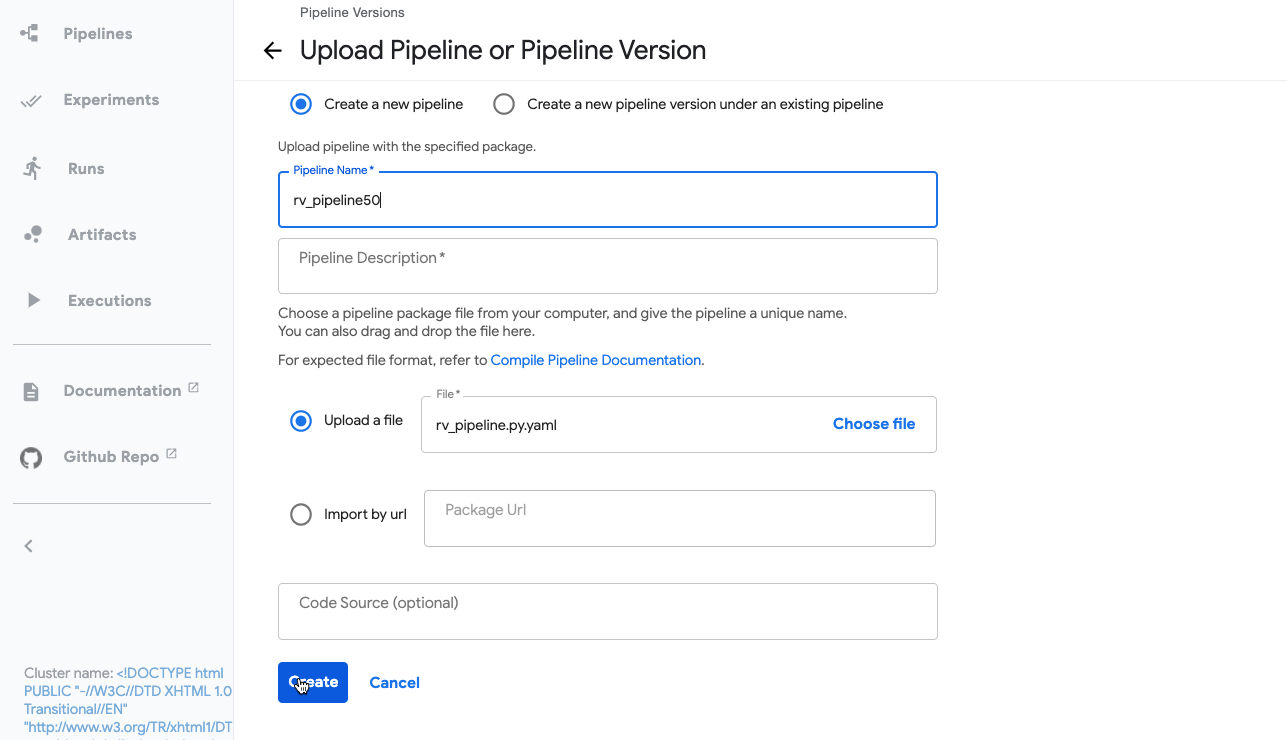 Pipelines
Experiments
Runs
Artifacts
Executions
Documentation
Github Repo
Cluster name: <!DOCTYPE html
PUBLIC "-//W3C//DTD XHTML 1.0
Transitional//EN"
"http://www.w3.org/TR/xhtml1/DT
Pipeline Versions
Upload Pipeline or Pipeline Version
Create a new pipeline
Create a new pipeline version under an existing pipeline
Upload pipeline with the specified package.
Pipeline Name *
rv_pipeline50
Pipeline Description *
Choose a pipeline package file from your computer, and give the pipeline a unique name.
You can also drag and drop the file here.
For expected file format, refer to Compile Pipeline Documentation.
Upload a file
File *
rv_pipeline.py.yaml
Choose file
Import by url
Package Url
Code Source (optional)
Create
Cancel